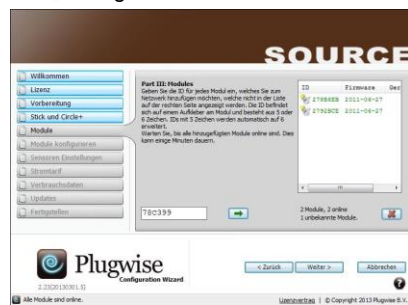 SOURCE
Willkommen
Lizenz
Vorbereitung
Stick und Circle+
Module
Module konfigurieren
Sensoren Einstellungen
Stromtarif
Verbrauchsdaten
Updates
Fertigstellen
Part III: Modules
Geben Sie die ID für jedes Modul ein, welches Sie zum
Netzwerk hinzufügen möchten, welche nicht in der Liste
auf der rechten Seite angezeigt werden. Die ID befindet
sich auf einem Aufkleber am Modul und besteht aus 5 oder
6 Zeichen. IDs mit 5 Zeichen werden automatisch auf 6
erweitert.
Warten Sie, bis alle hinzugefügten Module online sind. Dies
kann einige Minuten dauern.
ID Firmware Ger
2011-06-27
2011-06-27
78C399
2 Module, 2 online
1 unbekannte Module.
Plugwise
Configuration Wizard
< Zurück
Weiter >
Abbrechen
Alle Module sind online.
Lizenzvertrag | © Copyright 2013 Plugwise B.V.